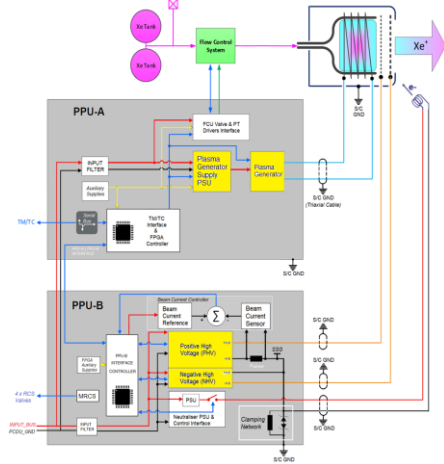 Xe Tank
Xe Tank
Flow Control
System
Xe+
e-
S/C
GND
PPU-A
FCU Valve & PT
Drivers Interface
INPUT
FILTER
Plasma
Generator
Supply
PSU
Plasma
Generator
Auxiliary
Supplies
S/C GND
(Triaxial Cable)
TM/TC
Serial
Bus
TM/TC
Interface
&
FPGA
Controller
S/C GND
PPU-B
Beam Current Controller
Beam
Current
Reference
Σ
Beam
Current
Sensor
S/C GND
PPU/B
INTERFACE
CONTROLLER
Positive High
Voltage (PHV)
FPGA
Auxiliary
Supplies
Negative High
Voltage (NHV)
S/C GND
4 x RCS
Valves
MRCS
PSU
Neutraliser PSU &
Control Interface
INPUT_BUS
PCDU_GND
INPUT
FILTER
Clamping
Network
S/C GND